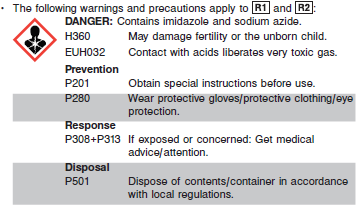 • The following warnings and precautions apply to R1 and R2:
DANGER: Contains imidazole and sodium azide.
H360 May damage fertility or the unborn child.
EUH032 Contact with acids liberates very toxic gas.
Prevention
P201 Obtain special instructions before use.
P280 Wear protective gloves/protective clothing/eye
protection.
Response
P308+P313 If exposed or concerned: Get medical
advice/attention.
Disposal
P501 Dispose of contents/container in accordance
with local regulations.